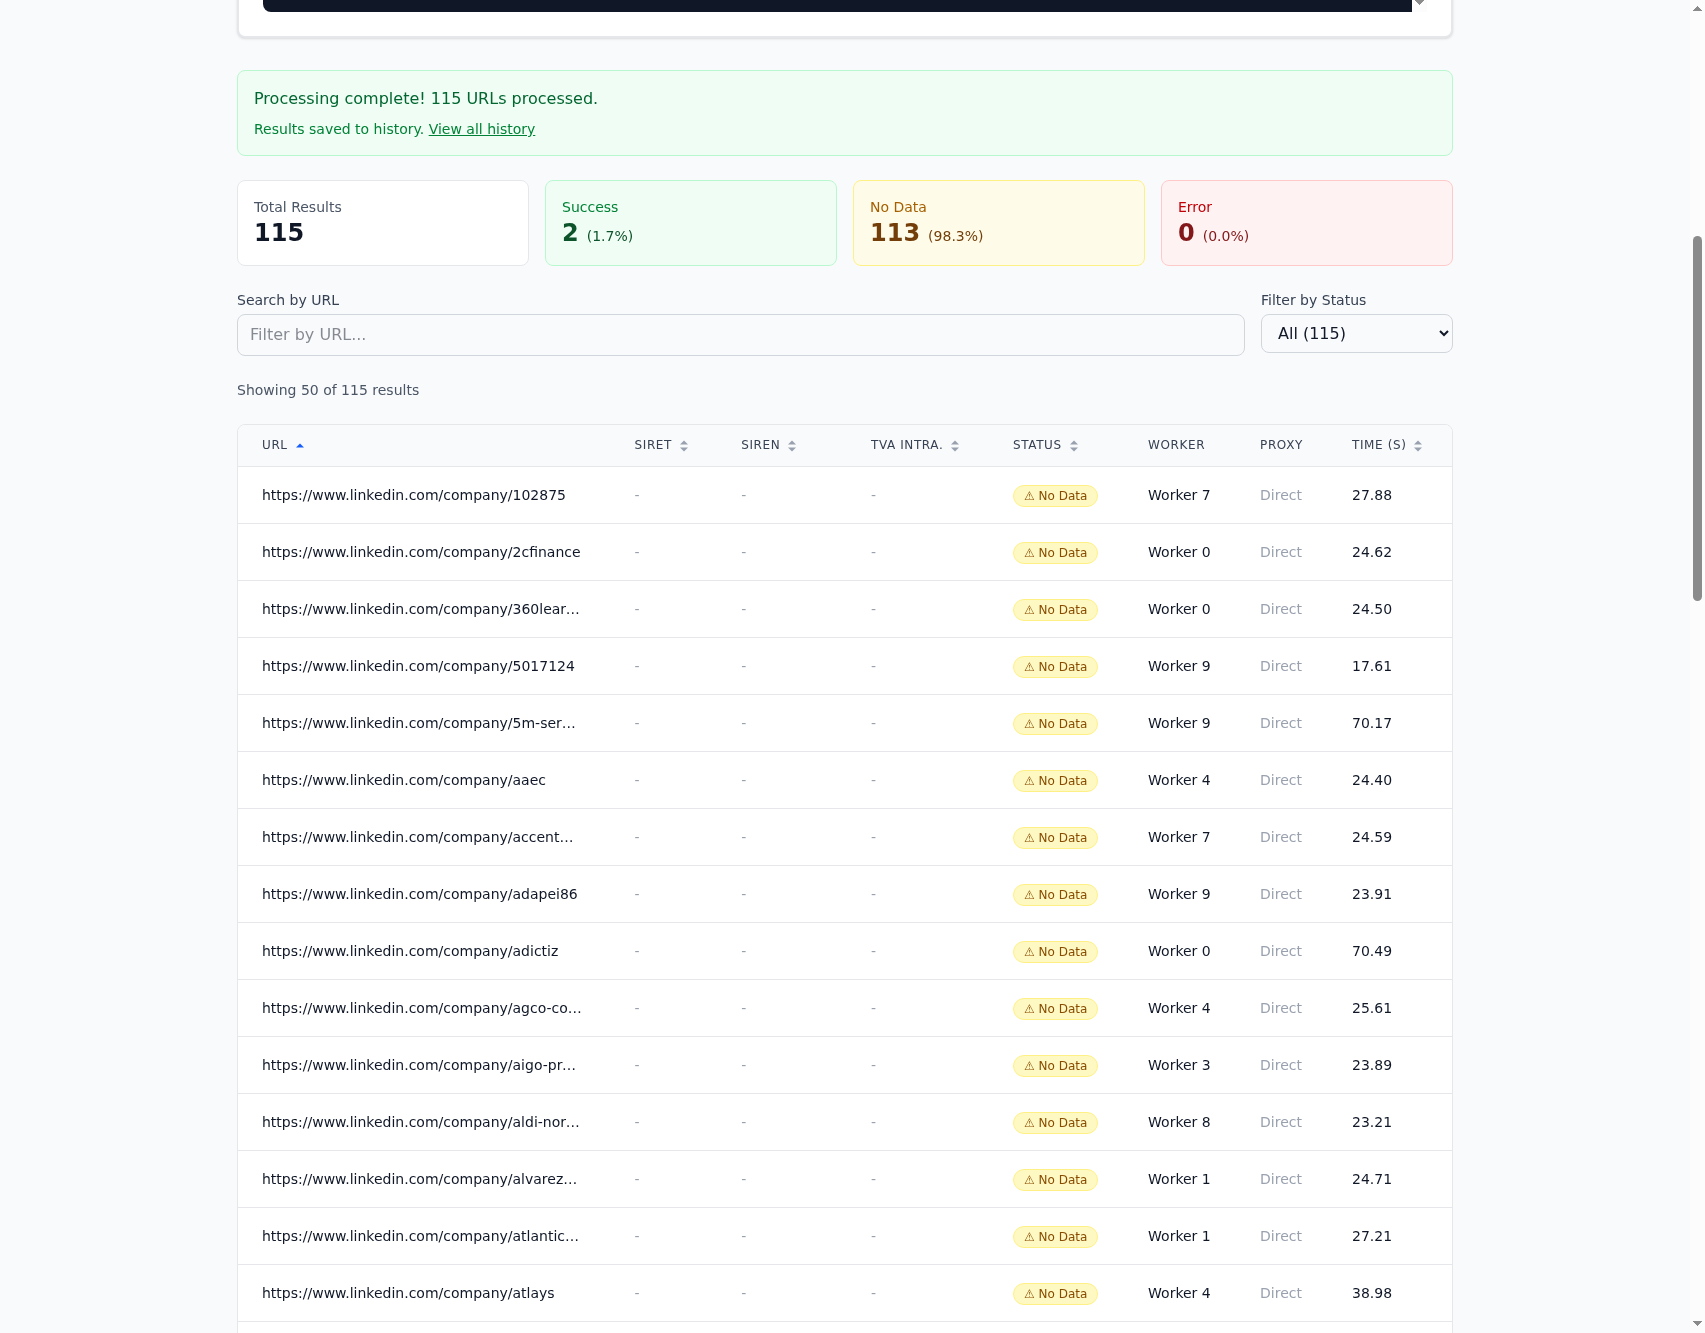 Processing complete! 115 URLs processed.
Results saved to history. View all history
Total Results
115
Success
2 (1.7%)
No Data
113 (98.3%)
Error
0 (0.0%)
Search by URL
Filter by URL...
Filter by Status
All (115)
Showing 50 of 115 results
URL SIRET SIREN TVA INTRA. STATUS WORKER PROXY TIME (S)
https://www.linkedin.com/company/102875 - - - ⚠ No Data Worker 7 Direct 27.88
https://www.linkedin.com/company/2cfinance - - - ⚠ No Data Worker 0 Direct 24.62
https://www.linkedin.com/company/360lear... - - - ⚠ No Data Worker 0 Direct 24.50
https://www.linkedin.com/company/5017124 - - - ⚠ No Data Worker 9 Direct 17.61
https://www.linkedin.com/company/5m-ser... - - - ⚠ No Data Worker 9 Direct 70.17
https://www.linkedin.com/company/aaec - - - ⚠ No Data Worker 4 Direct 24.40
https://www.linkedin.com/company/accent... - - - ⚠ No Data Worker 7 Direct 24.59
https://www.linkedin.com/company/adapei86 - - - ⚠ No Data Worker 9 Direct 23.91
https://www.linkedin.com/company/adictiz - - - ⚠ No Data Worker 0 Direct 70.49
https://www.linkedin.com/company/agco-co... - - - ⚠ No Data Worker 4 Direct 25.61
https://www.linkedin.com/company/aigo-pr... - - - ⚠ No Data Worker 3 Direct 23.89
https://www.linkedin.com/company/aldi-nor... - - - ⚠ No Data Worker 8 Direct 23.21
https://www.linkedin.com/company/alvarez... - - - ⚠ No Data Worker 1 Direct 24.71
https://www.linkedin.com/company/atlantic... - - - ⚠ No Data Worker 1 Direct 27.21
https://www.linkedin.com/company/atlays - - - ⚠ No Data Worker 4 Direct 38.98